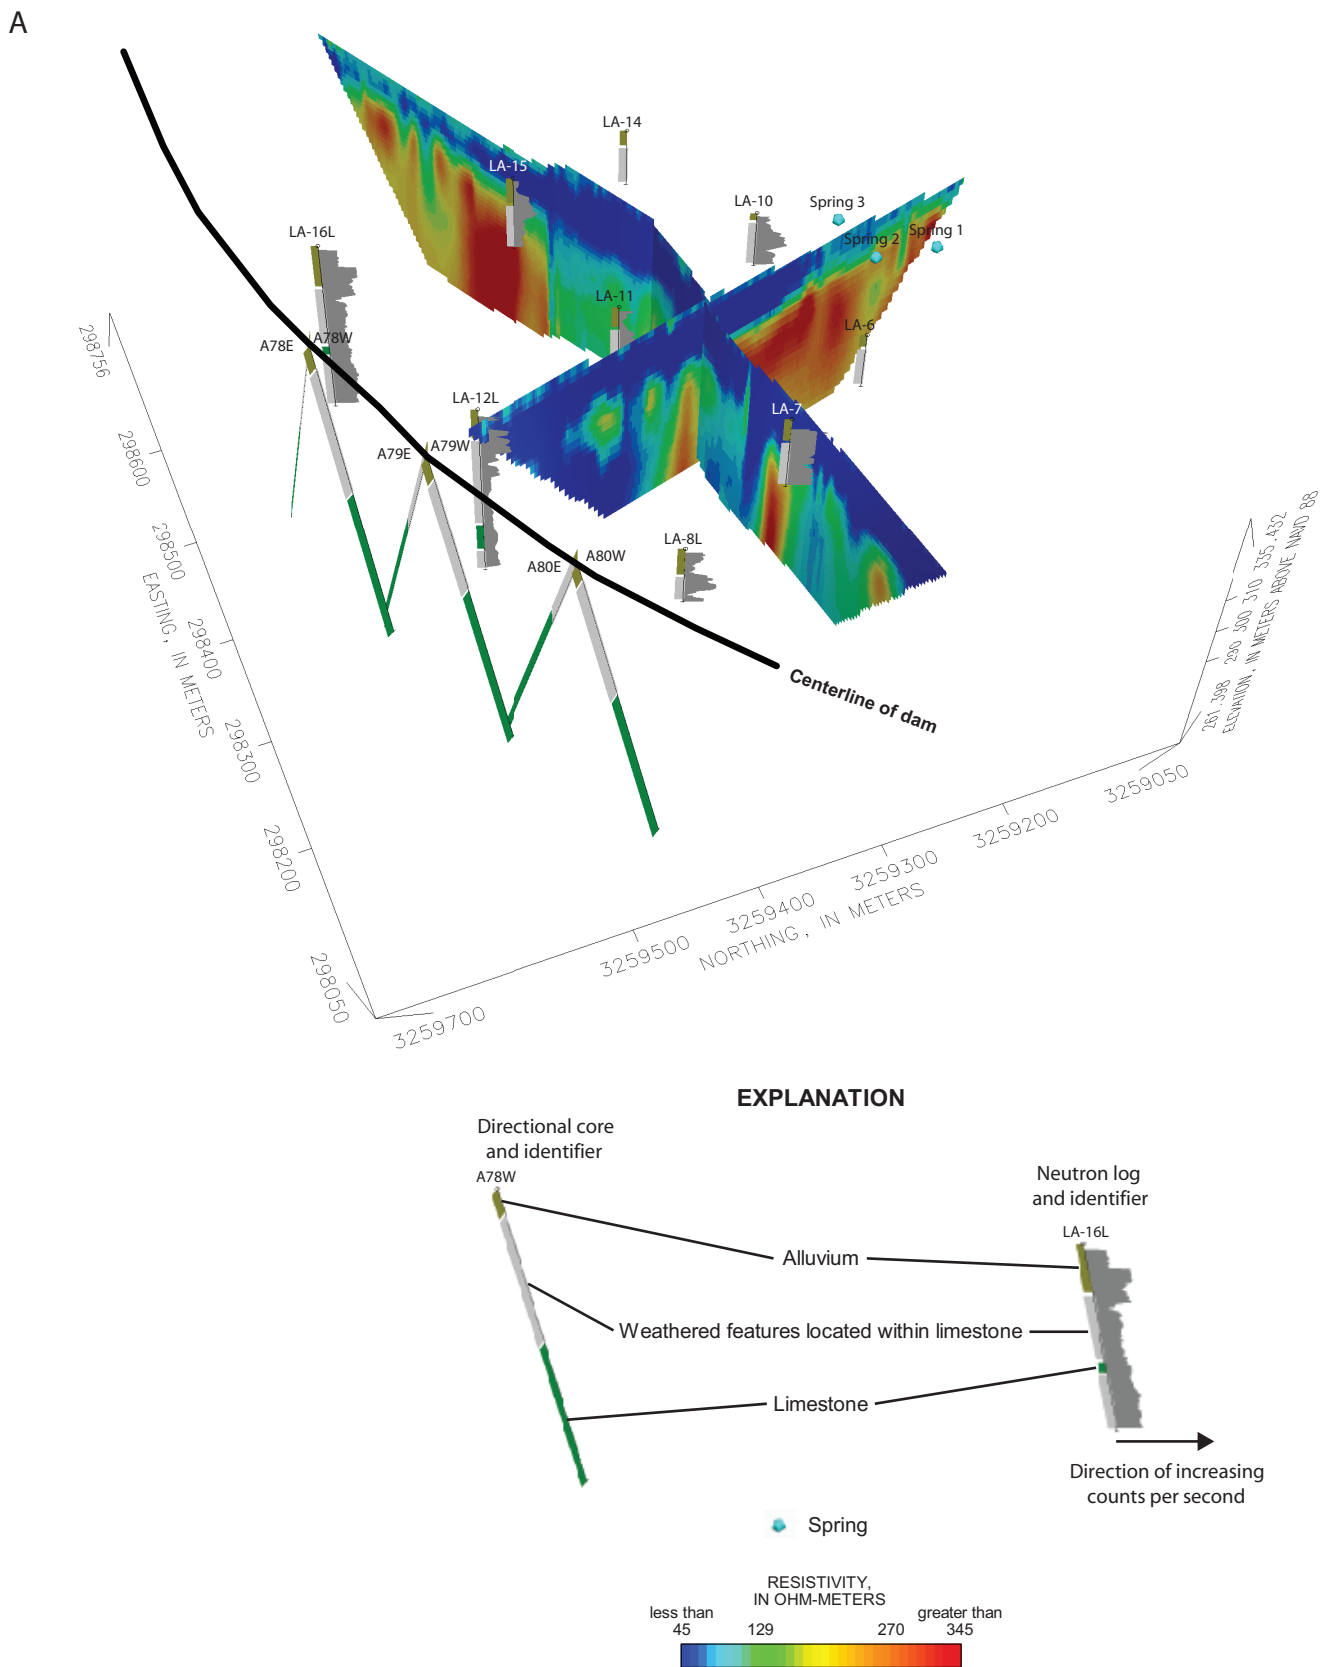 A
LA-14
LA-15
LA-10
Spring 3
Spring 2
Spring 1
LA-16L
LA-11
LA-6
A78E
A78W
LA-12L
LA-7
A79E
A79W
LA-8L
A80E
A80W
Centerline of dam
298756
298600
298500
298400
298300
298200
298050
EASTING, IN METERS
3259700
3259500
3259400
3259300
3259200
3259050
NORTHING, IN METERS
261.398 290 300 310 335.432
ELEVATION, IN METERS ABOVE NAVD 88
EXPLANATION
Directional core
and identifier
A78W
Neutron log
and identifier
LA-16L
Alluvium
Weathered features located within limestone
Limestone
Direction of increasing
counts per second
Spring
RESISTIVITY,
IN OHM-METERS
less than greater than
45 129 270 345